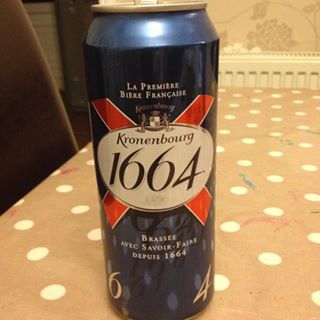 La Première
Bière Française
Kronenbourg
Kronenbourg
1664
Brassée
avec Savoir-Faire
depuis 1664
6 4